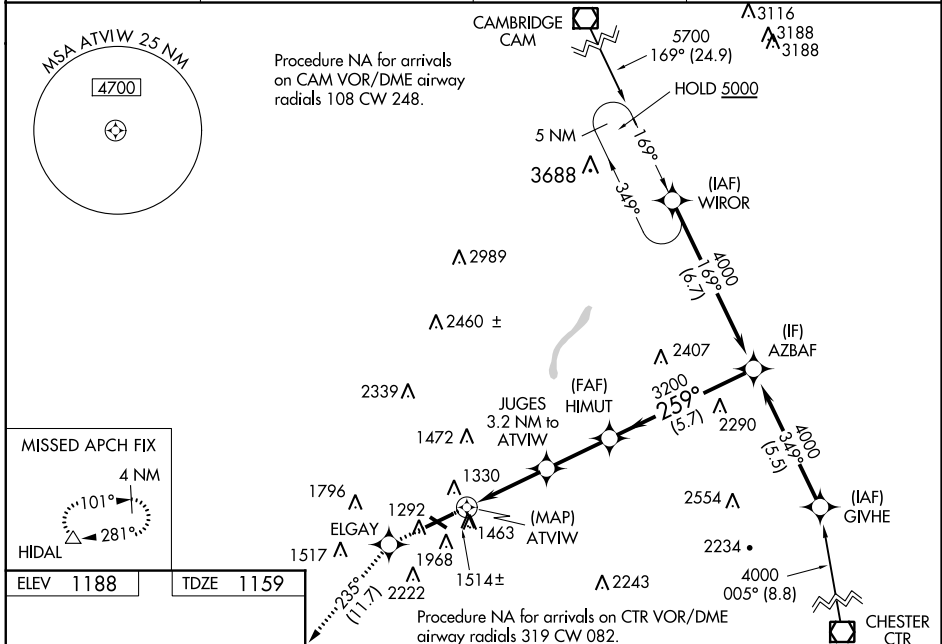 MSA ATVIW 25 NM
4700
Procedure NA for arrivals
on CAM VOR/DME airway
radials 108 CW 248.
CAMBRIDGE
CAM
5700
169° (24.9)
3116
3188
3188
HOLD 5000
5 NM
169°
349°
3688
(IAF)
WIROR
2989
4000
169°
(6.7)
2460 ±
(IF)
AZBAF
2407
2339
(FAF)
HIMUT
3200
259°
(5.7)
2290
JUGES
3.2 NM to
ATVIW
4000
349°
(5.5)
1472
MISSED APCH FIX
4 NM
101°
281°
HIDAL
1330
1796
1292
2554
(IAF)
GIVHE
ELGAY
1463
(MAP)
ATVIW
1517
1968
2234
1514±
235°
(11.7)
2222
2243
4000
005° (8.8)
ELEV 1188
TDZE 1159
Procedure NA for arrivals on CTR VOR/DME
airway radials 319 CW 082.
CHESTER
CTR